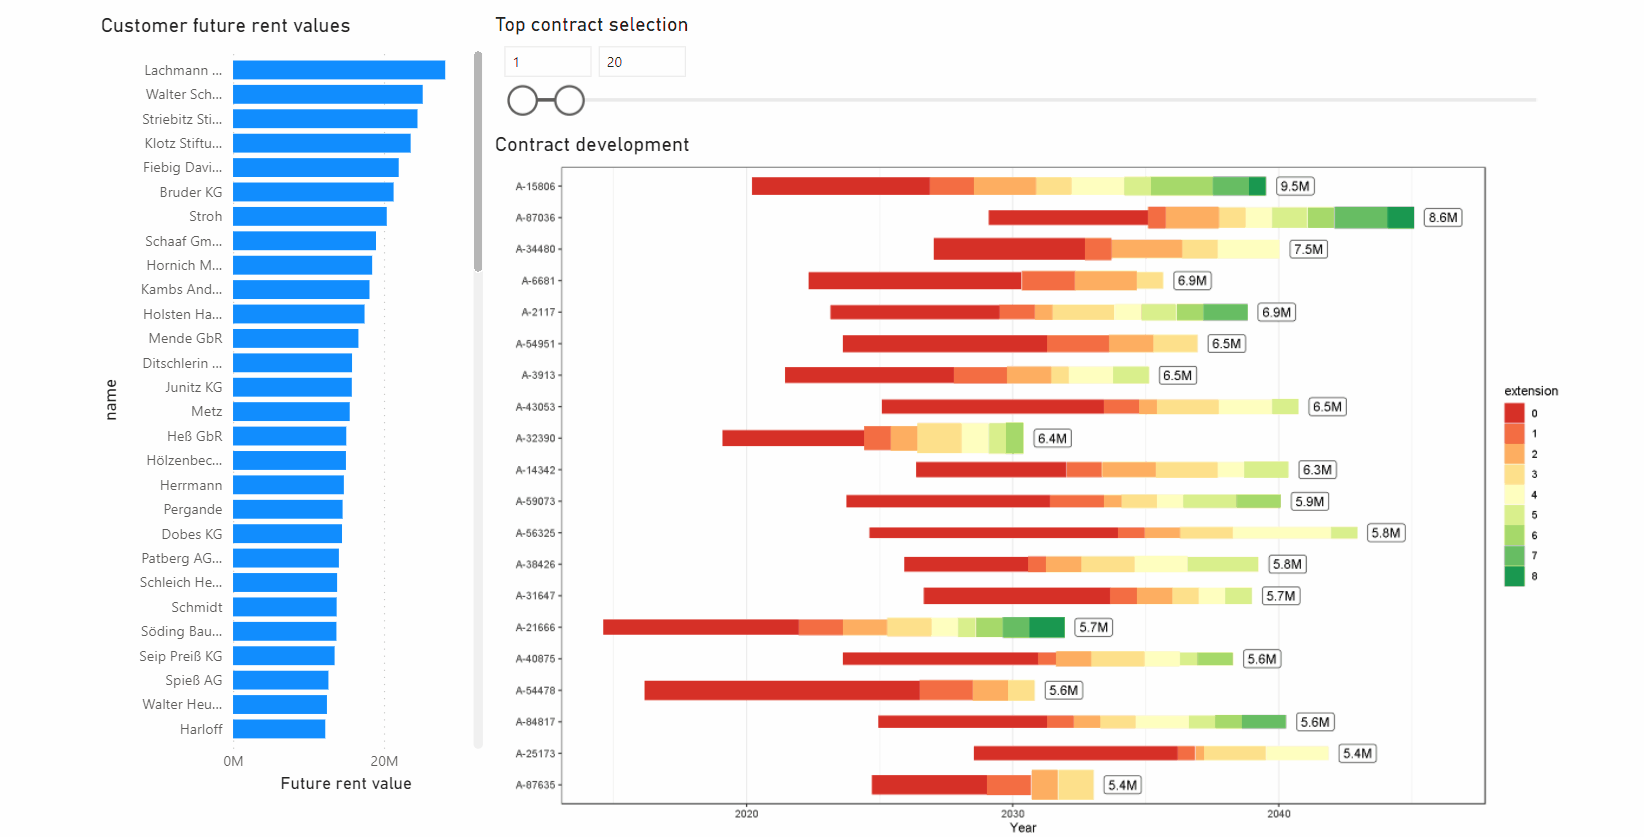 Customer future rent values
Lachmann ...
Walter Sch...
Striebitz Sti...
Klotz Stiftu...
Fiebig Davi...
Bruder KG
Stroh
Schaaf Gm...
Hornich M...
Kambs And...
Holsten Ha...
Mende GbR
Ditschlerin ...
Junitz KG
Metz
Heß GbR
Hölzenbec...
Herrmann
Pergande
Dobes KG
Patberg AG...
Schleich He...
Schmidt
Söding Bau...
Seip Preiß KG
Spieß AG
Walter Heu...
Harloff
name
0M 20M
Future rent value
Top contract selection
1 20
Contract development
A-15806 9.5M
A-87036 8.6M
A-34480 7.5M
A-6681 6.9M
A-2117 6.9M
A-54951 6.5M
A-3913 6.5M
A-43053 6.5M
A-32390 6.4M
A-14342 6.3M
A-59073 5.9M
A-56325 5.8M
A-38426 5.8M
A-31647 5.7M
A-21666 5.7M
A-40875 5.6M
A-54478 5.6M
A-84817 5.6M
A-25173 5.4M
A-87635 5.4M
2020 2030 2040
Year
extension
0
1
2
3
4
5
6
7
8